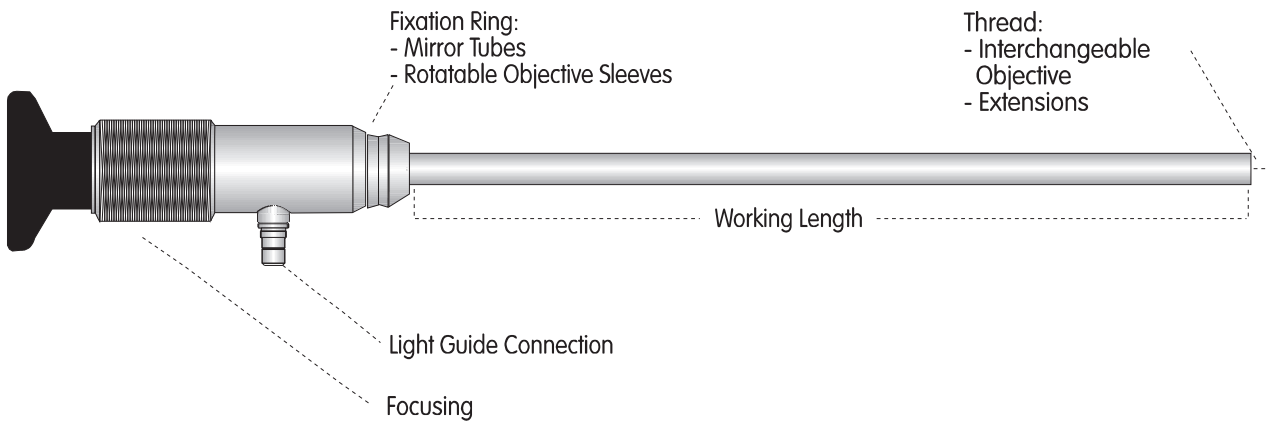 Fixation Ring:
- Mirror Tubes
- Rotatable Objective Sleeves
Thread:
- Interchangeable
Objective
- Extensions
Working Length
Light Guide Connection
Focusing